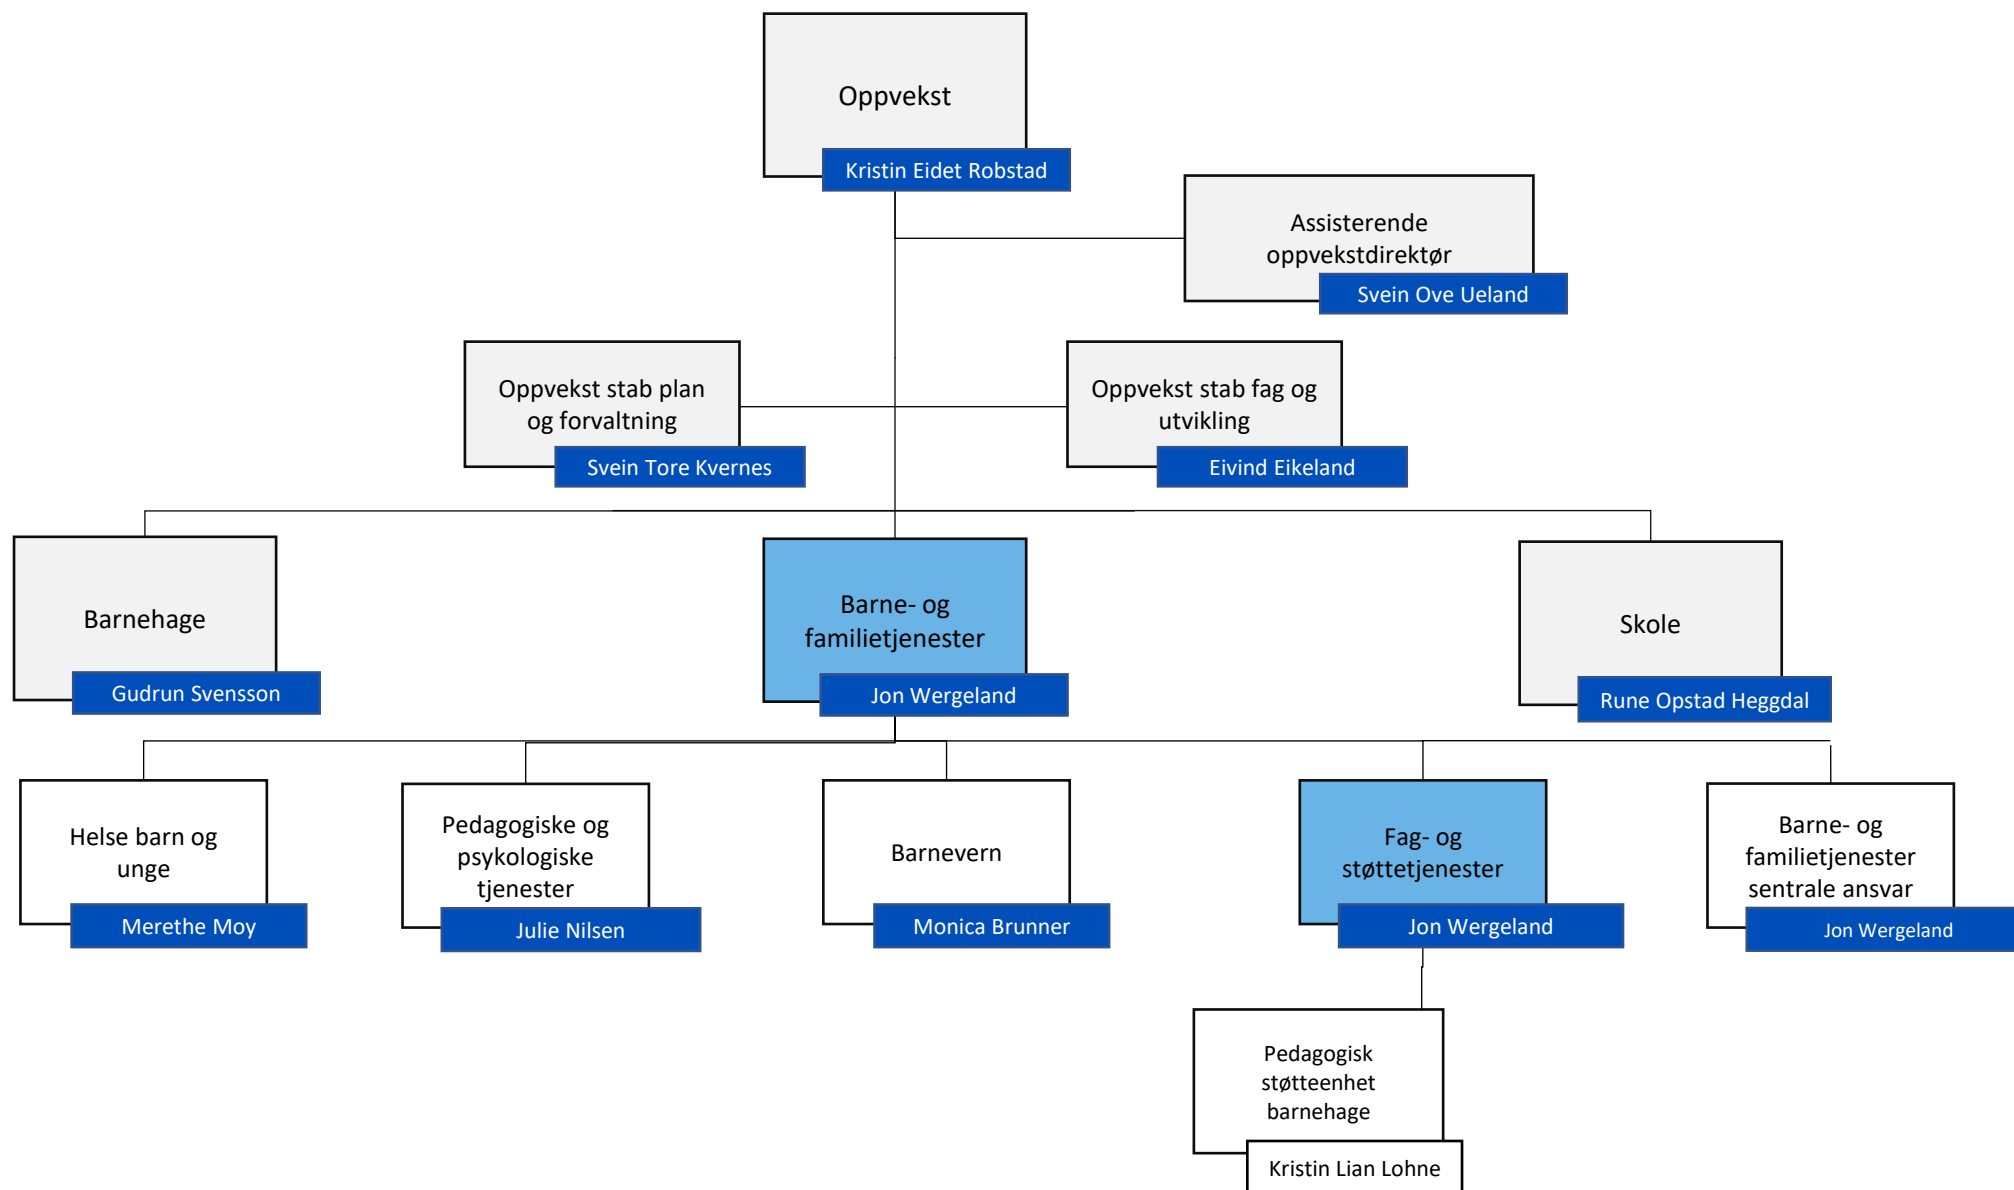 Oppvekst
Kristin Eidet Robstad
Assisterende
oppvekstdirektør
Svein Ove Ueland
Oppvekst stab plan
og forvaltning
Svein Tore Kvernes
Oppvekst stab fag og
utvikling
Eivind Eikeland
Barnehage
Gudrun Svensson
Barne- og
familietjenester
Jon Wergeland
Skole
Rune Opstad Heggdal
Helse barn og
unge
Merethe Moy
Pedagogiske og
psykologiske
tjenester
Julie Nilsen
Barnevern
Monica Brunner
Fag- og
støttetjenester
Jon Wergeland
Barne- og
familietjenester
sentrale ansvar
Jon Wergeland
Pedagogisk
støtteenhet
barnehage
Kristin Lian Lohne